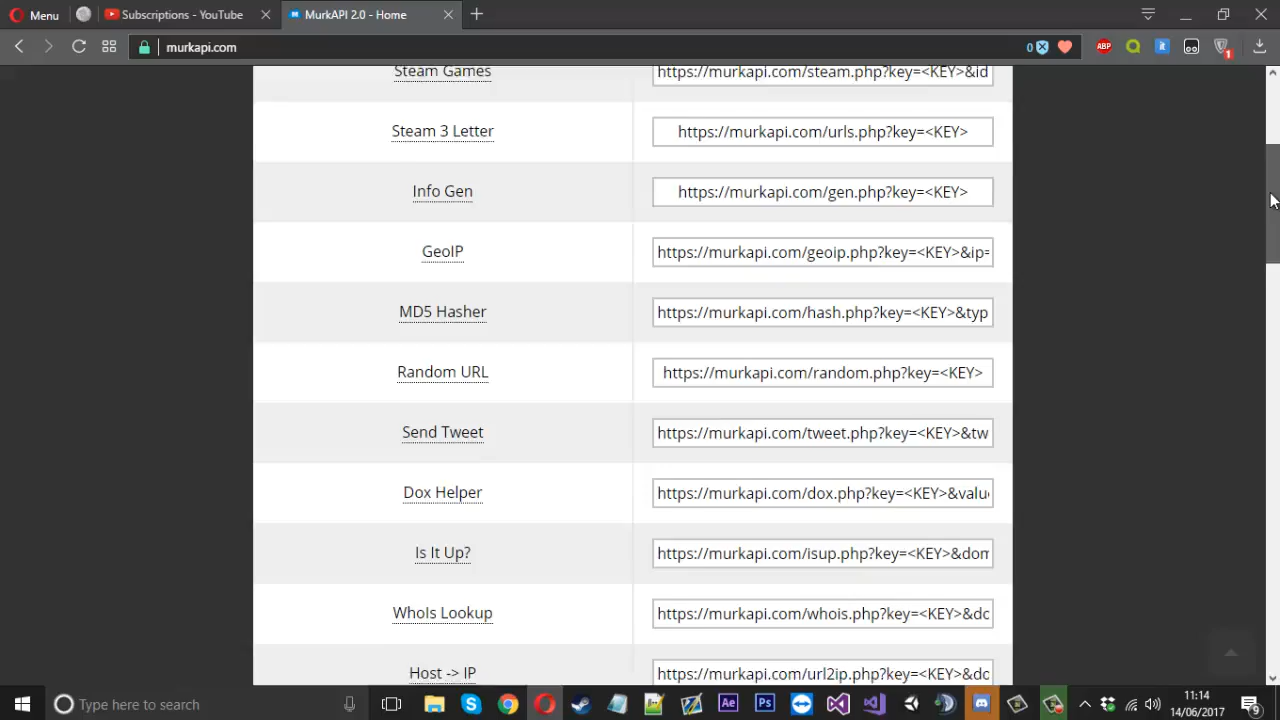 Menu
Subscriptions - YouTube
MurkAPI 2.0 - Home
murkapi.com
0
ABP
1
Steam Games
https://murkapi.com/steam.php?key=<KEY>&id
Steam 3 Letter
https://murkapi.com/urls.php?key=<KEY>
Info Gen
https://murkapi.com/gen.php?key=<KEY>
GeoIP
https://murkapi.com/geoip.php?key=<KEY>&ip=
MD5 Hasher
https://murkapi.com/hash.php?key=<KEY>&typ
Random URL
https://murkapi.com/random.php?key=<KEY>
Send Tweet
https://murkapi.com/tweet.php?key=<KEY>&tw
Dox Helper
https://murkapi.com/dox.php?key=<KEY>&valu
Is It Up?
https://murkapi.com/isup.php?key=<KEY>&dom
WhoIs Lookup
https://murkapi.com/whois.php?key=<KEY>&dc
Host -> IP
https://murkapi.com/url2ip.php?key=<KEY>&dc
Type here to search
Ae
Ps
11:14
14/06/2017
9